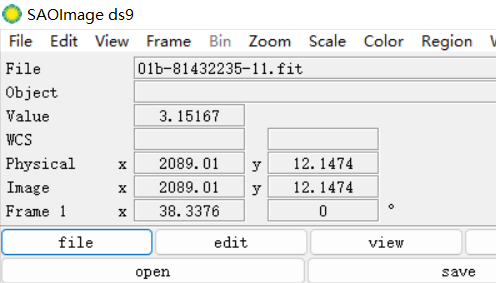 SAOImage ds9
File Edit View Frame Bin Zoom Scale Color Region
File 01b-81432235-11.fit
Object
Value 3.15167
WCS
Physical x 2089.01 y 12.1474
Image x 2089.01 y 12.1474
Frame 1 x 38.3376 0 °
file edit view
open save